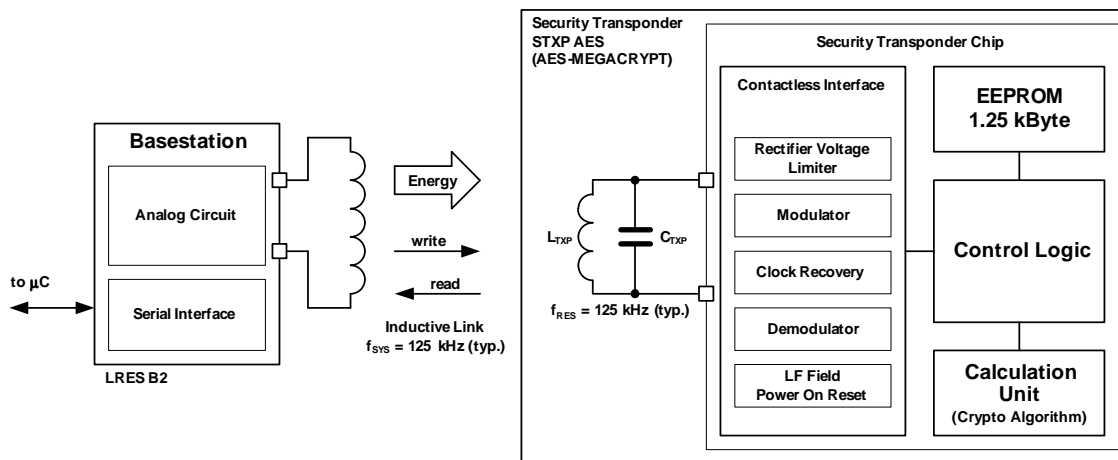 Basestation
Analog Circuit
Serial Interface
to μC
LRES B2
Energy
write
read
Inductive Link
fSYS = 125 kHz (typ.)
Security Transponder
STXP AES
(AES-MEGACRYPT)
LTXP
CTXP
fRES = 125 kHz (typ.)
Security Transponder Chip
Contactless Interface
Rectifier Voltage
Limiter
Modulator
Clock Recovery
Demodulator
LF Field
Power On Reset
EEPROM
1.25 kByte
Control Logic
Calculation
Unit
(Crypto Algorithm)